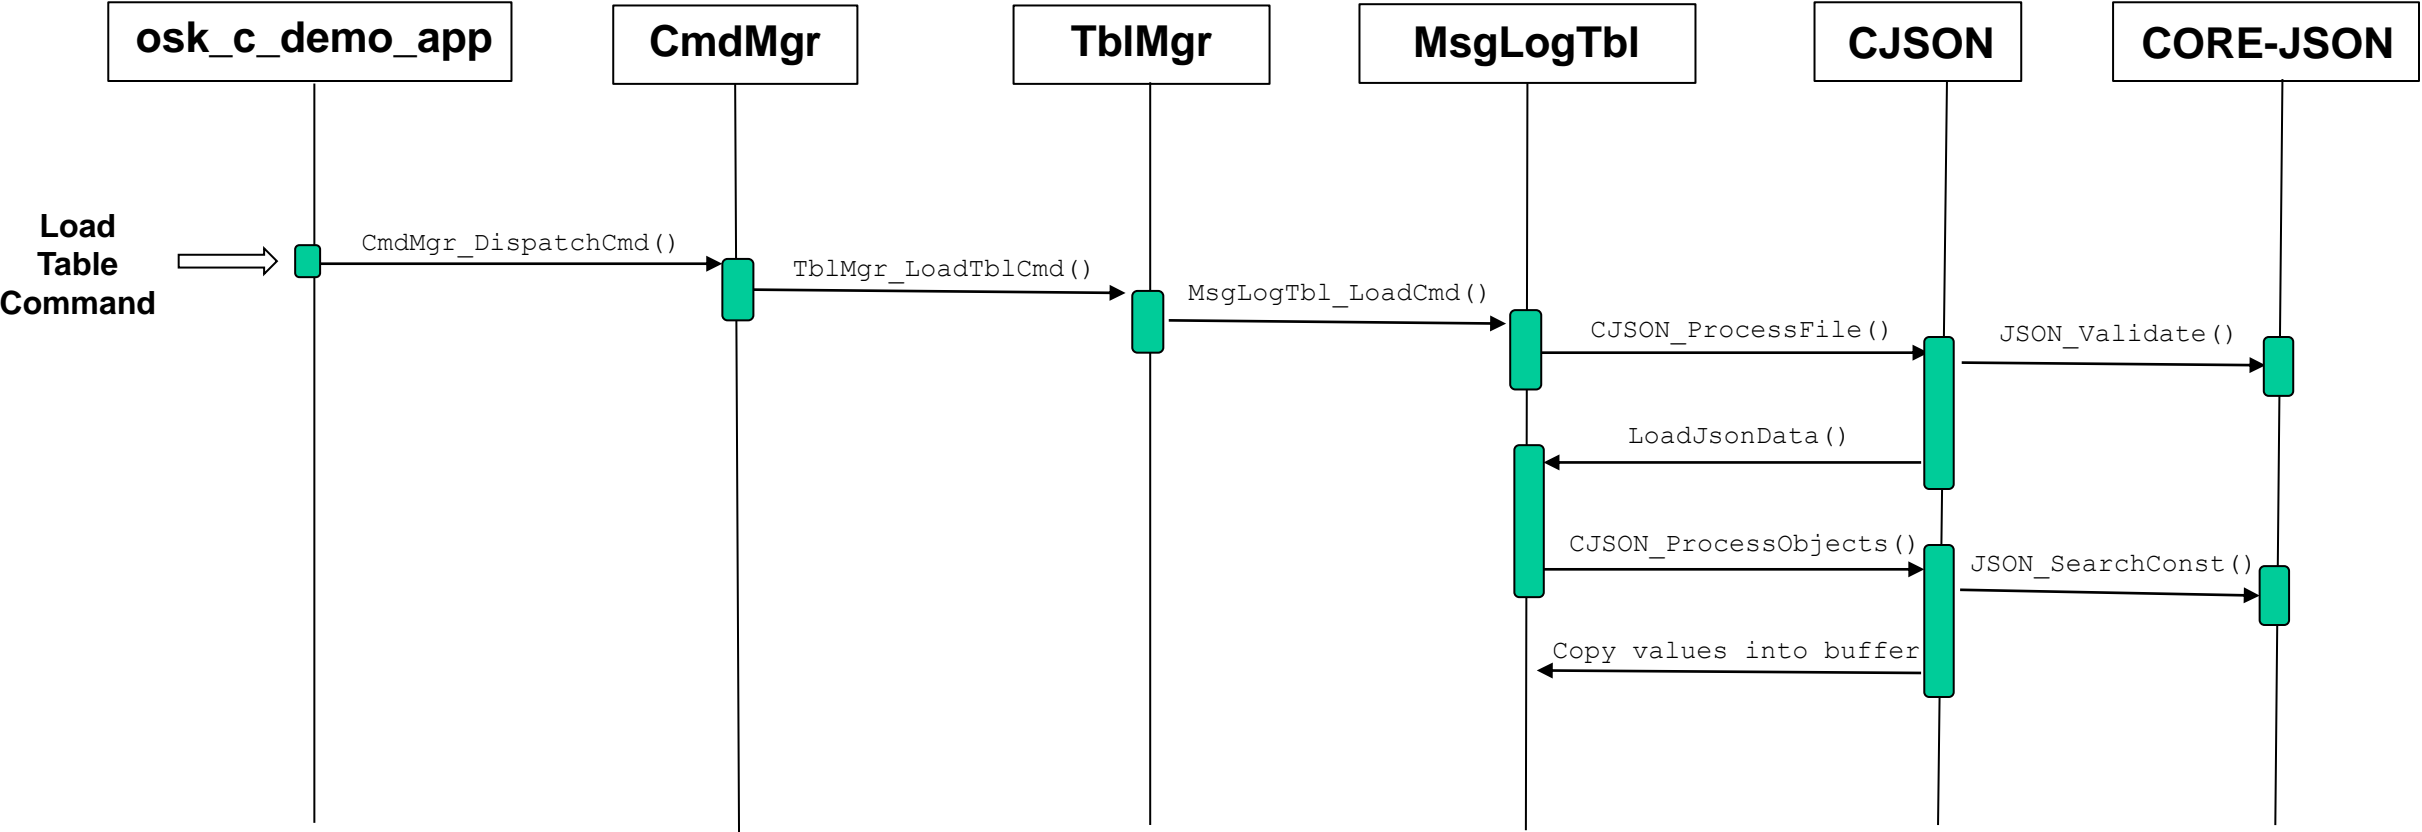 osk_c_demo_app
CmdMgr
TblMgr
MsgLogTbl
CJSON
CORE-JSON
Load
Table
Command
CmdMgr_DispatchCmd()
TblMgr_LoadTblCmd()
MsgLogTbl_LoadCmd()
CJSON_ProcessFile()
JSON_Validate()
LoadJsonData()
CJSON_ProcessObjects()
JSON_SearchConst()
Copy values into buffer